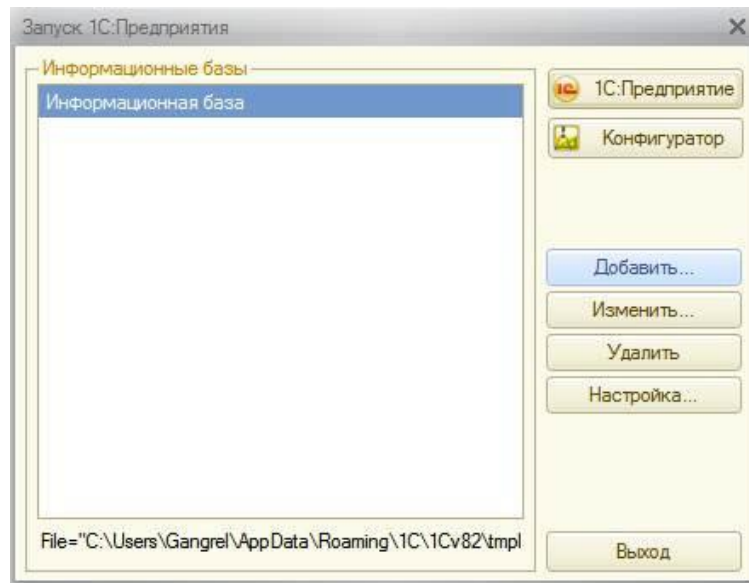 Запуск 1С:Предприятия
Информационные базы
Информационная база
1С:Предприятие
Конфигуратор
Добавить...
Изменить...
Удалить
Настройка...
File="C:\Users\Gangrel\AppData\Roaming\1C\1Cv82\tmpl
Выход